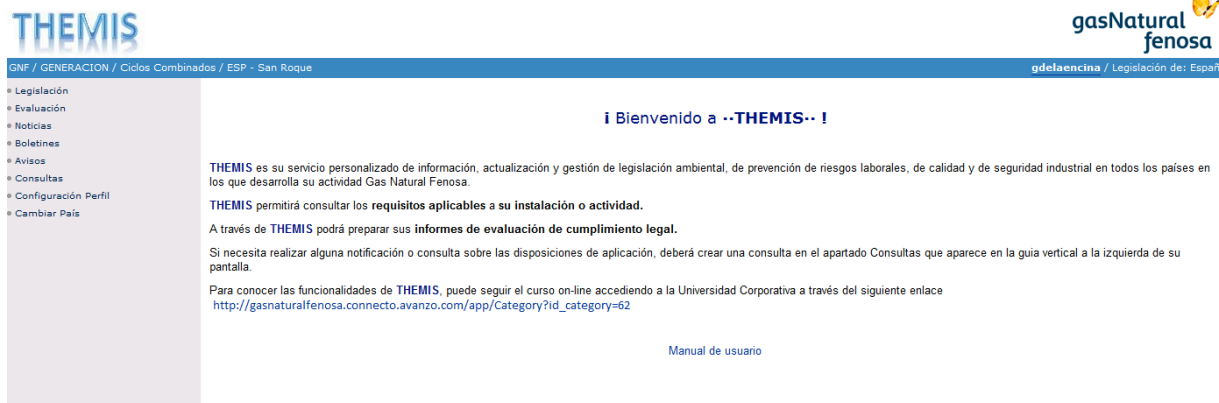 THEMIS
gasNatural
fenosa
GNF / GENERACION / Ciclos Combinados / ESP - San Roque
gdelaencina / Legislación de: Españ
Legislación
Evaluación
Noticias
Boletines
Avisos
Consultas
Configuración Perfil
Cambiar País
¡ Bienvenido a ··THEMIS·· !
THEMIS es su servicio personalizado de información, actualización y gestión de legislación ambiental, de prevención de riesgos laborales, de calidad y de seguridad industrial en todos los países en
los que desarrolla su actividad Gas Natural Fenosa.
THEMIS permitirá consultar los requisitos aplicables a su instalación o actividad.
A través de THEMIS podrá preparar sus informes de evaluación de cumplimiento legal.
Si necesita realizar alguna notificación o consulta sobre las disposiciones de aplicación, deberá crear una consulta en el apartado Consultas que aparece en la guia vertical a la izquierda de su
pantalla.
Para conocer las funcionalidades de THEMIS, puede seguir el curso on-line accediendo a la Universidad Corporativa a través del siguiente enlace
http://gasnaturalfenosa.connecto.avanzo.com/app/Category?id_category=62
Manual de usuario